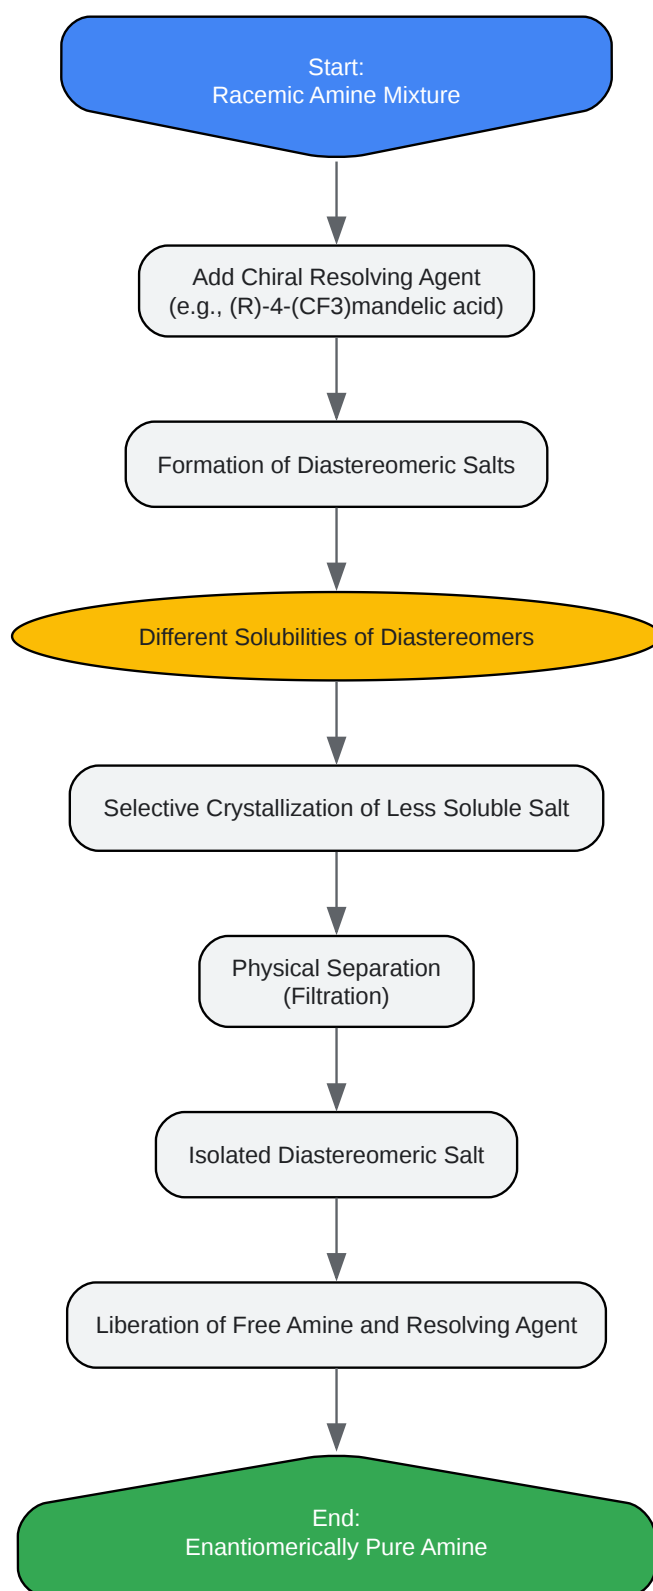 Start:
Racemic Amine Mixture
Add Chiral Resolving Agent
(e.g., (R)-4-(CF3)mandelic acid)
Formation of Diastereomeric Salts
Different Solubilities of Diastereomers
Selective Crystallization of Less Soluble Salt
Physical Separation
(Filtration)
Isolated Diastereomeric Salt
Liberation of Free Amine and Resolving Agent
End:
Enantiomerically Pure Amine